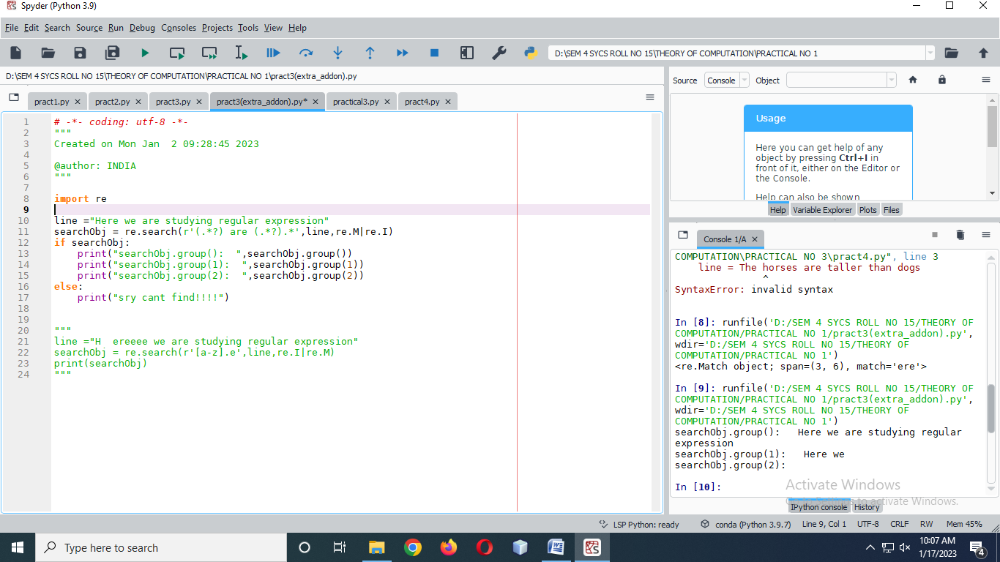 Spyder (Python 3.9)
File Edit Search Source Run Debug Consoles Projects Tools View Help
D:\SEM 4 SYCS ROLL NO 15\THEORY OF COMPUTATION\PRACTICAL NO 1
D:\SEM 4 SYCS ROLL NO 15\THEORY OF COMPUTATION\PRACTICAL NO 1\pract3(extra_addon).py
pract1.py pract2.py pract3.py pract3(extra_addon).py* practical3.py pract4.py
1 # -*- coding: utf-8 -*-
2 """
3 Created on Mon Jan  2 09:28:45 2023
4
5 @author: INDIA
6 """
7
8 import re
9
10 line ="Here we are studying regular expression"
11 searchObj = re.search(r'(.*?) are (.*?).*',line,re.M|re.I)
12 if searchObj:
13     print("searchObj.group():  ",searchObj.group())
14     print("searchObj.group(1):  ",searchObj.group(1))
15     print("searchObj.group(2):  ",searchObj.group(2))
16 else:
17     print("sry cant find!!!!")
18
19
20 """
21 line ="H  ereeee we are studying regular expression"
22 searchObj = re.search(r'[a-z].e',line,re.I|re.M)
23 print(searchObj)
24 """
Source Console Object
Usage
Here you can get help of any
object by pressing Ctrl+I in
front of it, either on the Editor or
the Console.
Help can also be shown
Help Variable Explorer Plots Files
Console 1/A
COMPUTATION\PRACTICAL NO 3\pract4.py", line 3
    line = The horses are taller than dogs
               ^
SyntaxError: invalid syntax
In [8]: runfile('D:/SEM 4 SYCS ROLL NO 15/THEORY OF
COMPUTATION/PRACTICAL NO 1/pract3(extra_addon).py',
wdir='D:/SEM 4 SYCS ROLL NO 15/THEORY OF
COMPUTATION/PRACTICAL NO 1')
<re.Match object; span=(3, 6), match='ere'>
In [9]: runfile('D:/SEM 4 SYCS ROLL NO 15/THEORY OF
COMPUTATION/PRACTICAL NO 1/pract3(extra_addon).py',
wdir='D:/SEM 4 SYCS ROLL NO 15/THEORY OF
COMPUTATION/PRACTICAL NO 1')
searchObj.group():   Here we are studying regular
expression
searchObj.group(1):   Here we
searchObj.group(2):
In [10]:
Activate Windows
to activate Windows.
IPython console History
LSP Python: ready conda (Python 3.9.7) Line 9, Col 1 UTF-8 CRLF RW Mem 45%
Type here to search
10:07 AM
1/17/2023
4